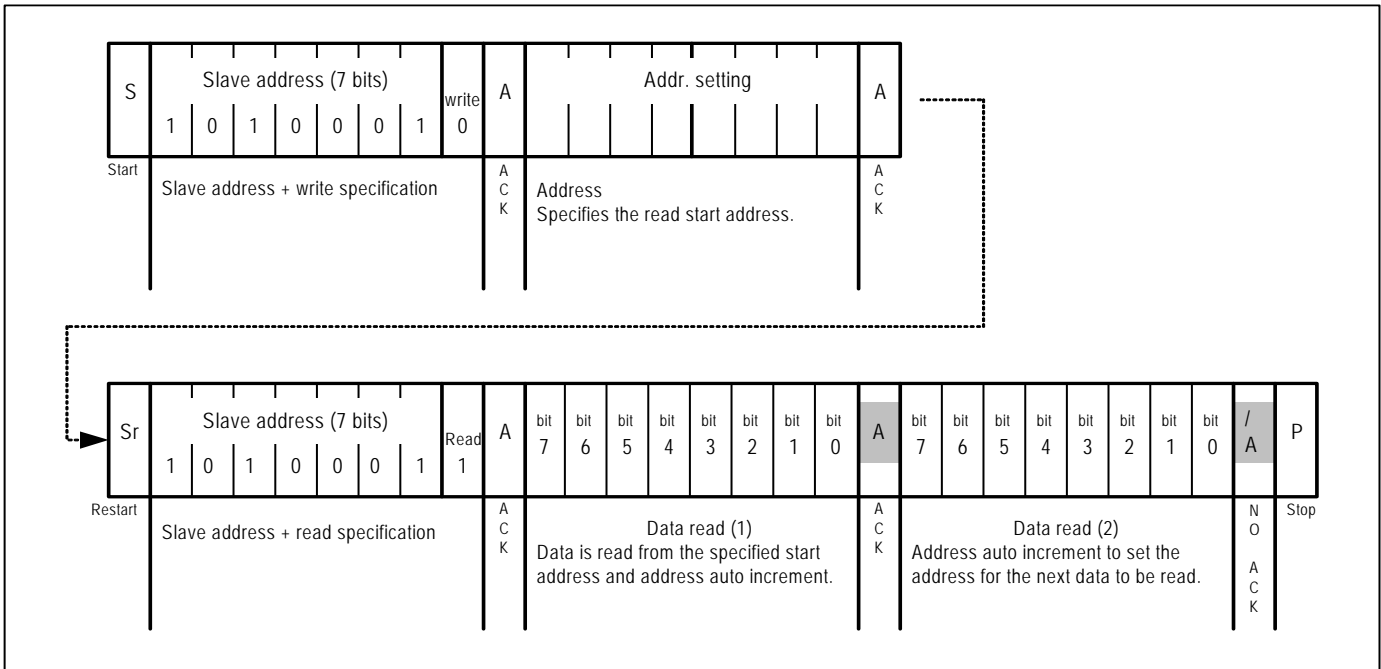 S Slave address (7 bits) write A Addr. setting A
1 0 1 0 0 0 1 0
Start
Slave address + write specification
A C K
Address
Specifies the read start address.
A C K
Sr Slave address (7 bits) Read A bit 7 bit 6 bit 5 bit 4 bit 3 bit 2 bit 1 bit 0 A bit 7 bit 6 bit 5 bit 4 bit 3 bit 2 bit 1 bit 0 / A P
1 0 1 0 0 0 1 1
Restart
Slave address + read specification
A C K
Data read (1)
Data is read from the specified start
address and address auto increment.
A C K
Data read (2)
Address auto increment to set the
address for the next data to be read.
N O A C K
Stop